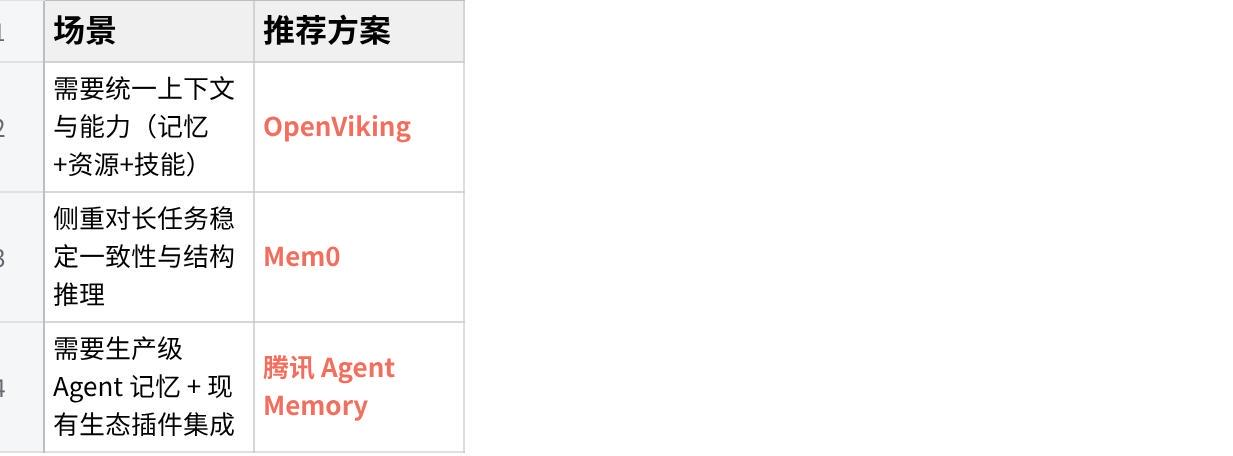 1
场景
推荐方案
2
需要统一上下文
与能力（记忆
+资源+技能）
OpenViking
3
侧重对长任务稳
定一致性与结构
推理
Mem0
4
需要生产级
Agent 记忆 + 现
有生态插件集成
腾讯 Agent
Memory